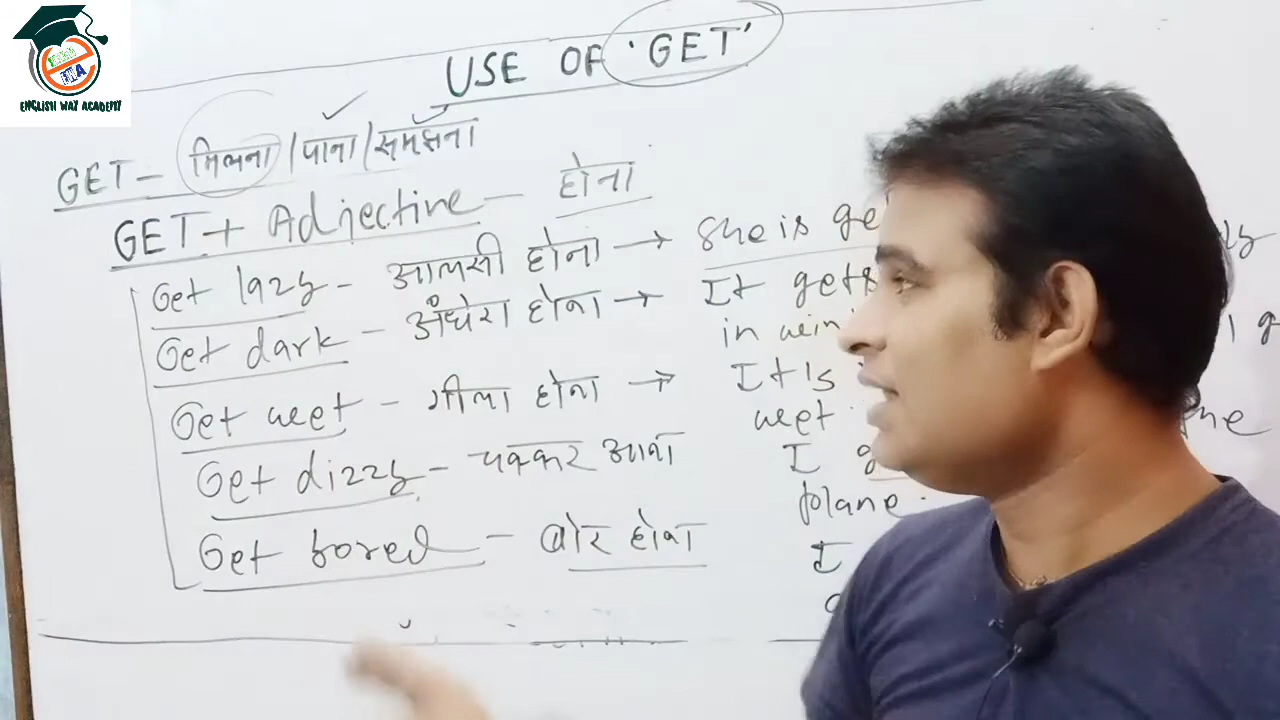 ENGLISH WAY ACADEMY
USE OF 'GET'
GET - मिलना / पाना / समझना
GET + Adjective - होना
Get lazy - आलसी होना → She is ge
Get dark - अँधेरा होना → It gets
in
Get wet - गीला होना → It is
wet
Get dizzy - चक्कर आना I
plane.
Get bored - बोर होना I